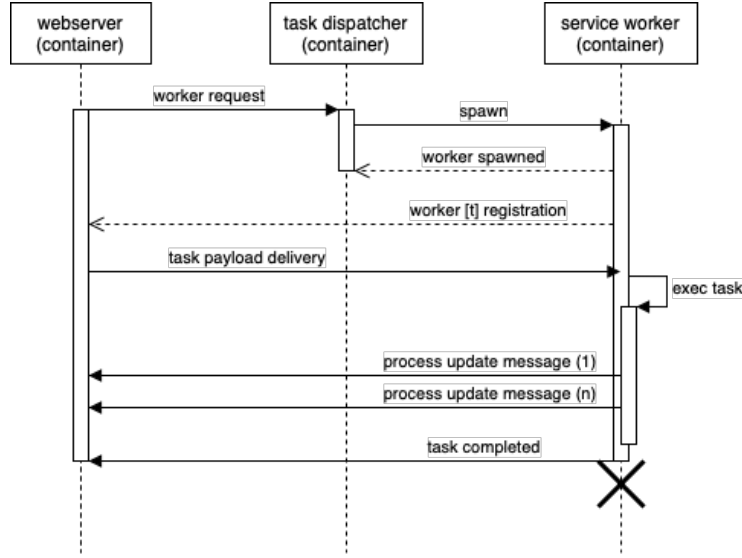 webserver
(container)
task dispatcher
(container)
service worker
(container)
worker request
spawn
worker spawned
worker [t] registration
task payload delivery
exec task
process update message (1)
process update message (n)
task completed